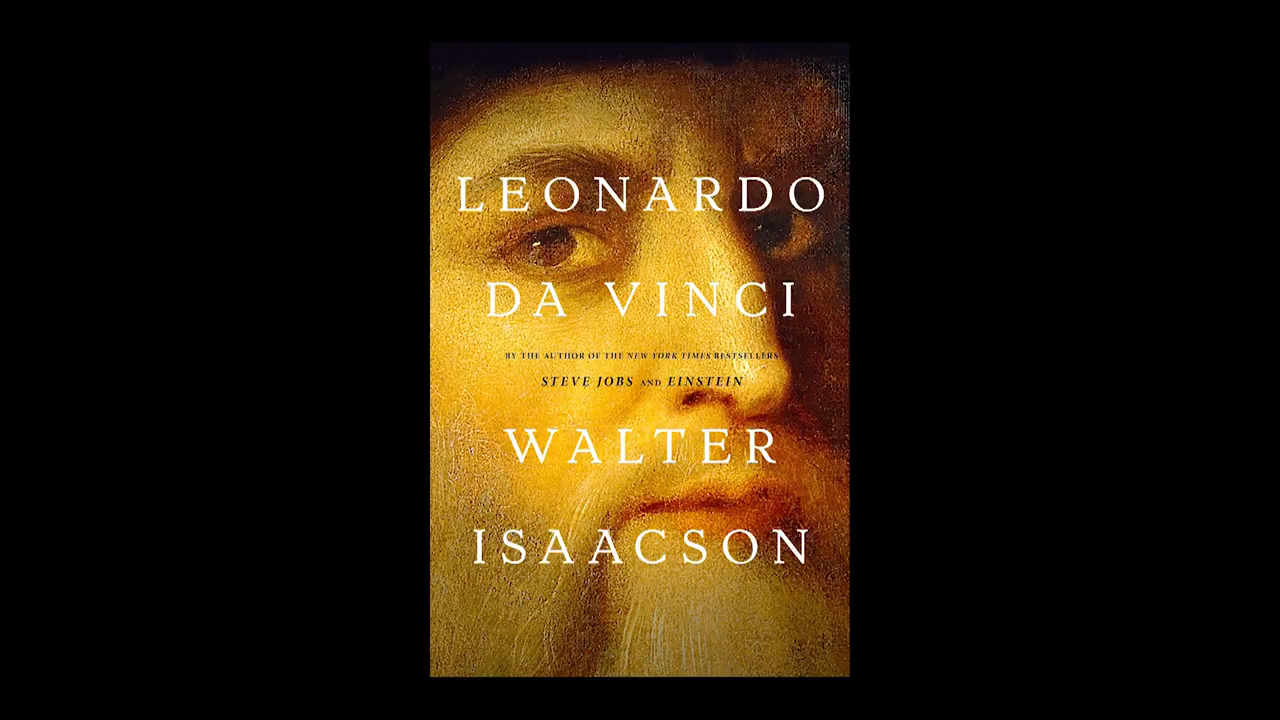 LEONARDO
DA VINCI
BY THE AUTHOR OF THE NEW YORK TIMES BESTSELLERS
STEVE JOBS AND EINSTEIN
WALTER
ISAACSON